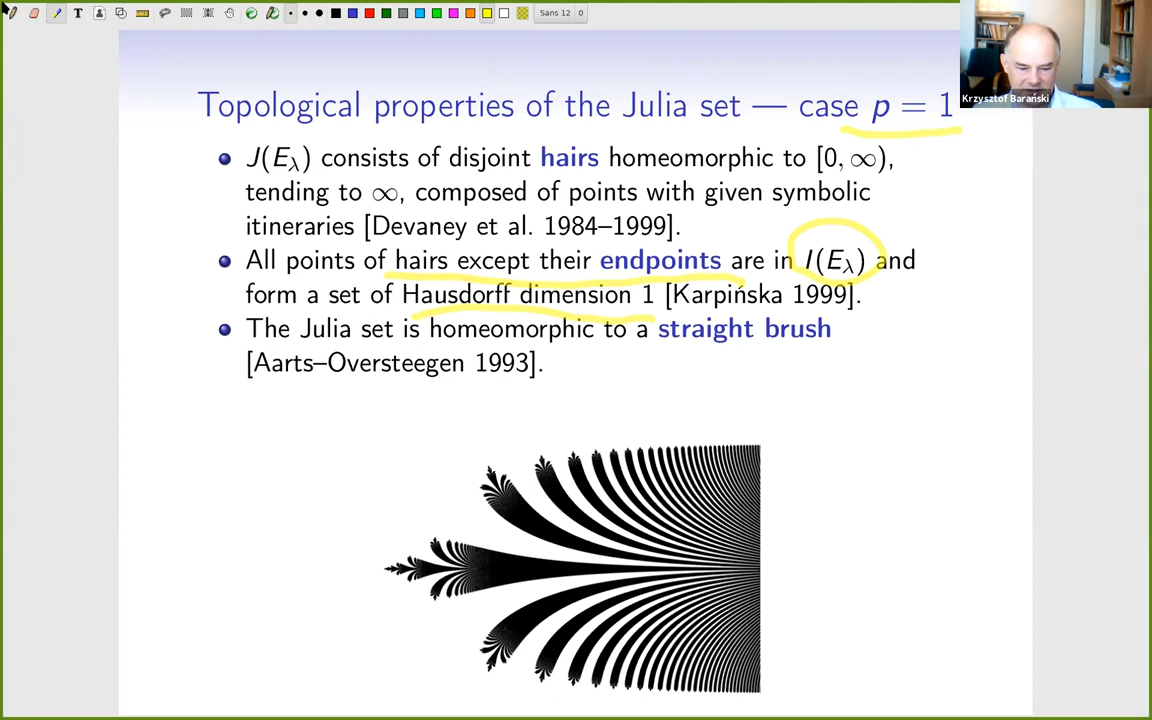 T
Sans 12 0
Krzysztof Barański
Topological properties of the Julia set — case p = 1
J(Eλ) consists of disjoint hairs homeomorphic to [0, ∞),
tending to ∞, composed of points with given symbolic
itineraries [Devaney et al. 1984–1999].
All points of hairs except their endpoints are in I(Eλ) and
form a set of Hausdorff dimension 1 [Karpińska 1999].
The Julia set is homeomorphic to a straight brush
[Aarts–Oversteegen 1993].